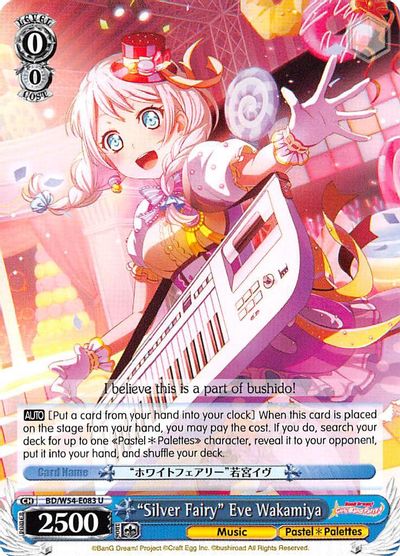 LEVEL
0
0
COST
I believe this is a part of bushido!
AUTO [Put a card from your hand into your clock] When this card is placed
on the stage from your hand, you may pay the cost. If you do, search your
deck for up to one «Pastel＊Palettes» character, reveal it to your opponent,
put it into your hand, and shuffle your deck.
Card Name
"ホワイトフェアリー"若宮イヴ
CH BD/W54-E083 U
POWER
2500
"Silver Fairy" Eve Wakamiya
Music
Pastel＊Palettes
©BanG Dream! Project ©Craft Egg Inc. ©bushiroad All Rights Reserved.